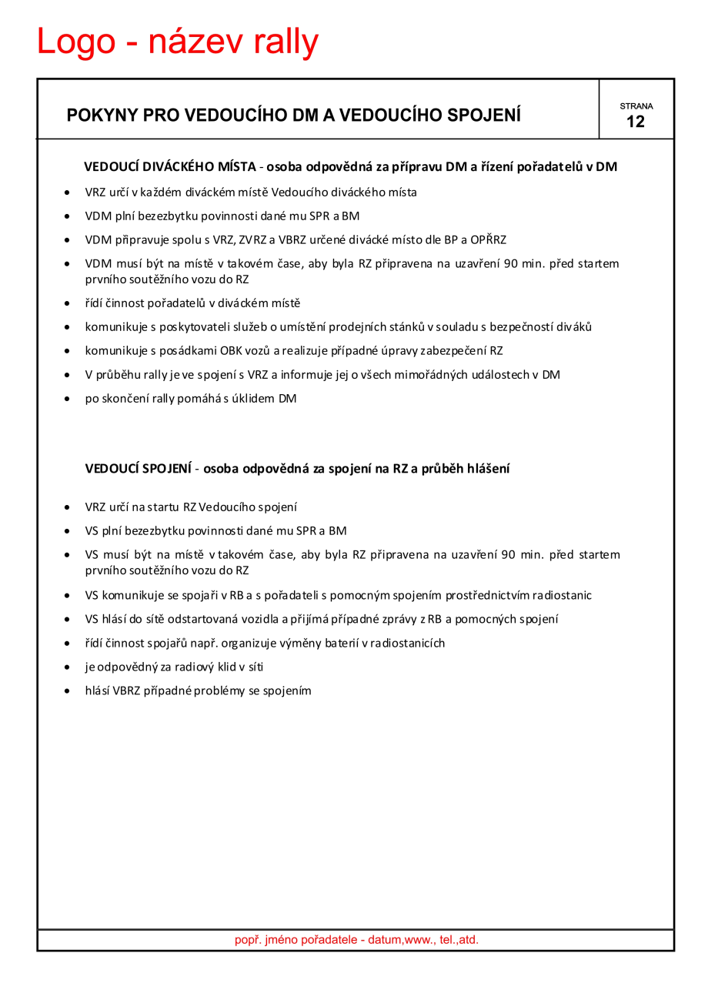 Logo - název rally
POKYNY PRO VEDOUCÍHO DM A VEDOUCÍHO SPOJENÍ
STRANA
12
VEDOUCÍ DIVÁCKÉHO MÍSTA - osoba odpovědná za přípravu DM a řízení pořadatelů v DM
• VRZ určí v každém diváckém místě Vedoucího diváckého místa
• VDM plní bezezbytku povinnosti dané mu SPR a BM
• VDM připravuje spolu s VRZ, ZVRZ a VBRZ určené divácké místo dle BP a OPŘRZ
• VDM musí být na místě v takovém čase, aby byla RZ připravena na uzavření 90 min. před startem
prvního soutěžního vozu do RZ
• řídí činnost pořadatelů v diváckém místě
• komunikuje s poskytovateli služeb o umístění prodejních stánků v souladu s bezpečností diváků
• komunikuje s posádkami OBK vozů a realizuje případné úpravy zabezpečení RZ
• V průběhu rally je ve spojení s VRZ a informuje jej o všech mimořádných událostech v DM
• po skončení rally pomáhá s úklidem DM
VEDOUCÍ SPOJENÍ - osoba odpovědná za spojení na RZ a průběh hlášení
• VRZ určí na startu RZ Vedoucího spojení
• VS plní bezezbytku povinnosti dané mu SPR a BM
• VS musí být na místě v takovém čase, aby byla RZ připravena na uzavření 90 min. před startem
prvního soutěžního vozu do RZ
• VS komunikuje se spojaři v RB a s pořadateli s pomocným spojením prostřednictvím radiostanic
• VS hlásí do sítě odstartovaná vozidla a přijímá případné zprávy z RB a pomocných spojení
• řídí činnost spojařů např. organizuje výměny baterií v radiostanicích
• je odpovědný za radiový klid v síti
• hlásí VBRZ případné problémy se spojením
popř. jméno pořadatele - datum,www., tel.,atd.